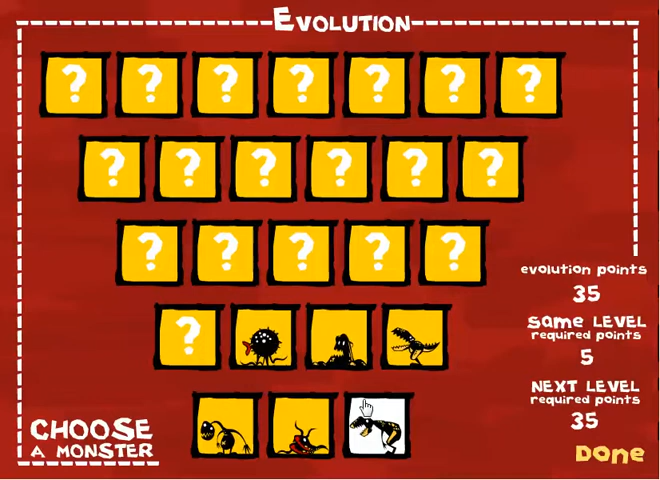 Evolution
? ? ? ? ? ? ?
? ? ? ? ? ?
? ? ? ? ?
?
evolution points
35
Same LEVEL
required points
5
NEXT LEVEL
required points
35
CHOOSE
A MONSTER
Done